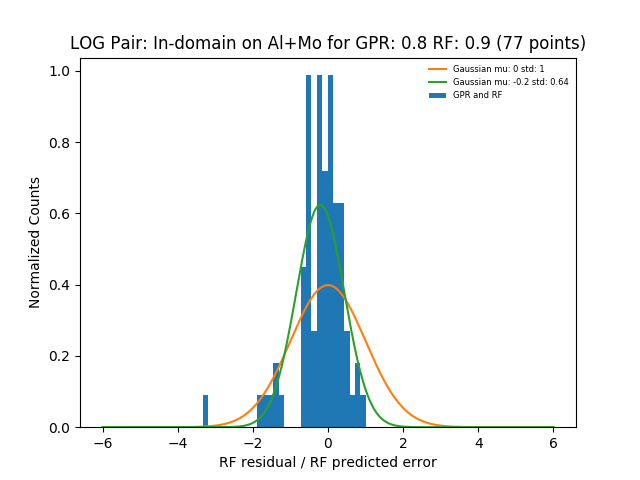 LOG Pair: In-domain on Al+Mo for GPR: 0.8 RF: 0.9 (77 points)
Gaussian mu: 0 std: 1
Gaussian mu: -0.2 std: 0.64
GPR and RF
Normalized Counts
1.0
0.8
0.6
0.4
0.2
0.0
−6 −4 −2 0 2 4 6
RF residual / RF predicted error